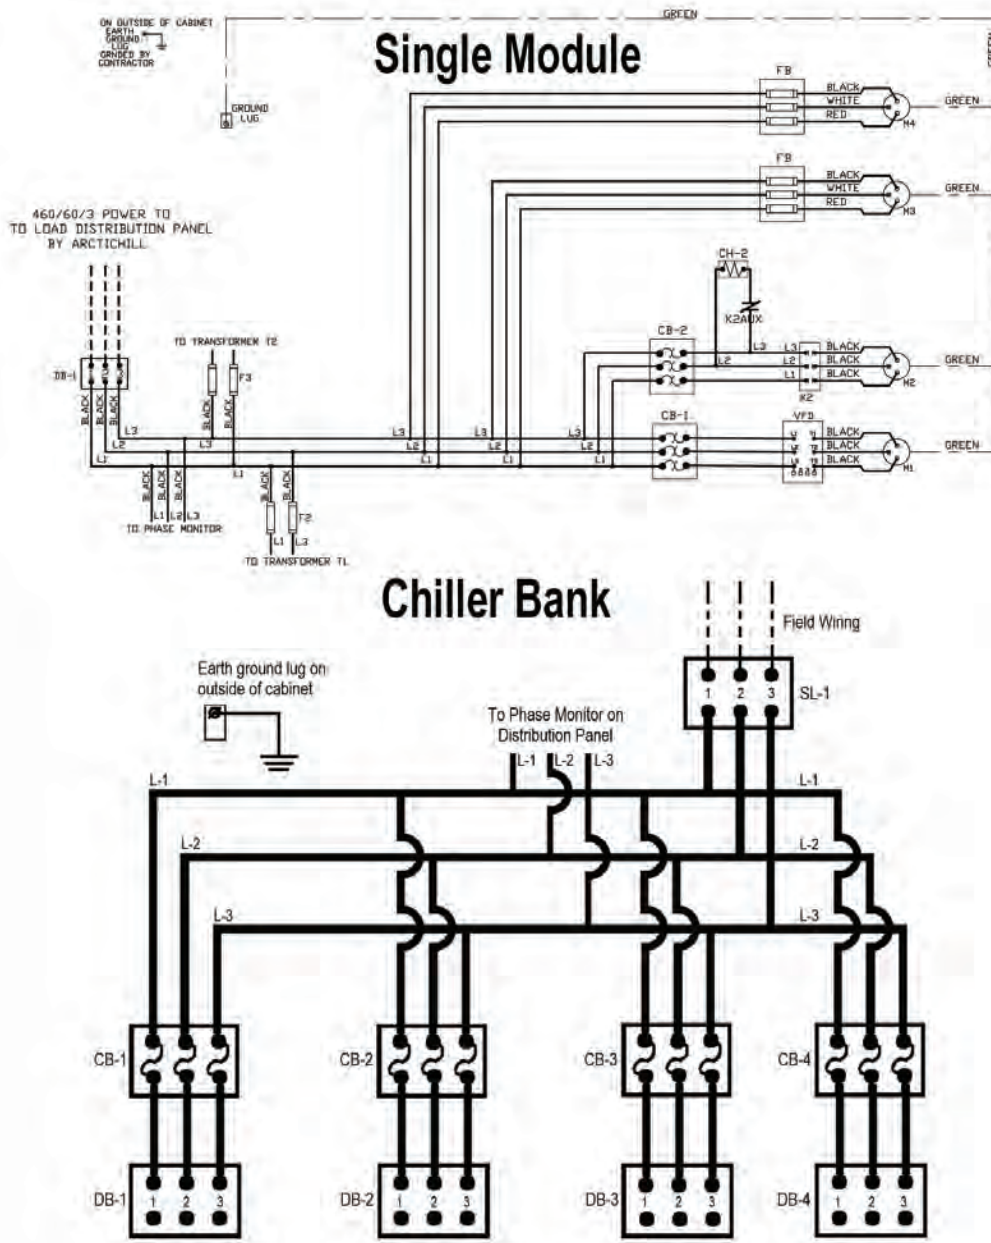 GREEN
ON OUTSIDE OF CABINET
EARTH
GROUND
LUG
GRNDED BY
CONTRACTOR
Single Module
GREEN
GROUND
LUG
FB
BLACK
WHITE
RED
M4
GREEN
FB
BLACK
WHITE
RED
M3
GREEN
460/60/3 POWER TO
TO LOAD DISTRIBUTION PANEL
BY ARCTICHILL
CH-2
K2AUX
CB-2
L3
L2
L3
L2
L1
K2
BLACK
BLACK
BLACK
M2
GREEN
TO TRANSFORMER T2
DB-1
F3
BLACK
BLACK
BLACK
BLACK
BLACK
CB-1
VFD
L3
L2
L1
L3
L1
L3
L2
L1
L3
L2
L1
L3
L2
L1
BLACK
BLACK
BLACK
M1
GREEN
BLACK
BLACK
BLACK
BLACK
BLACK
L1
L2
L3
TO PHASE MONITOR
F2
L1
L3
TO TRANSFORMER T1
Chiller Bank
Field Wiring
Earth ground lug on
outside of cabinet
1 2 3
SL-1
To Phase Monitor on
Distribution Panel
L-1 L-2 L-3
L-1
L-1
L-2
L-2
L-3
L-3
CB-1
CB-2
CB-3
CB-4
DB-1
1 2 3
DB-2
1 2 3
DB-3
1 2 3
DB-4
1 2 3